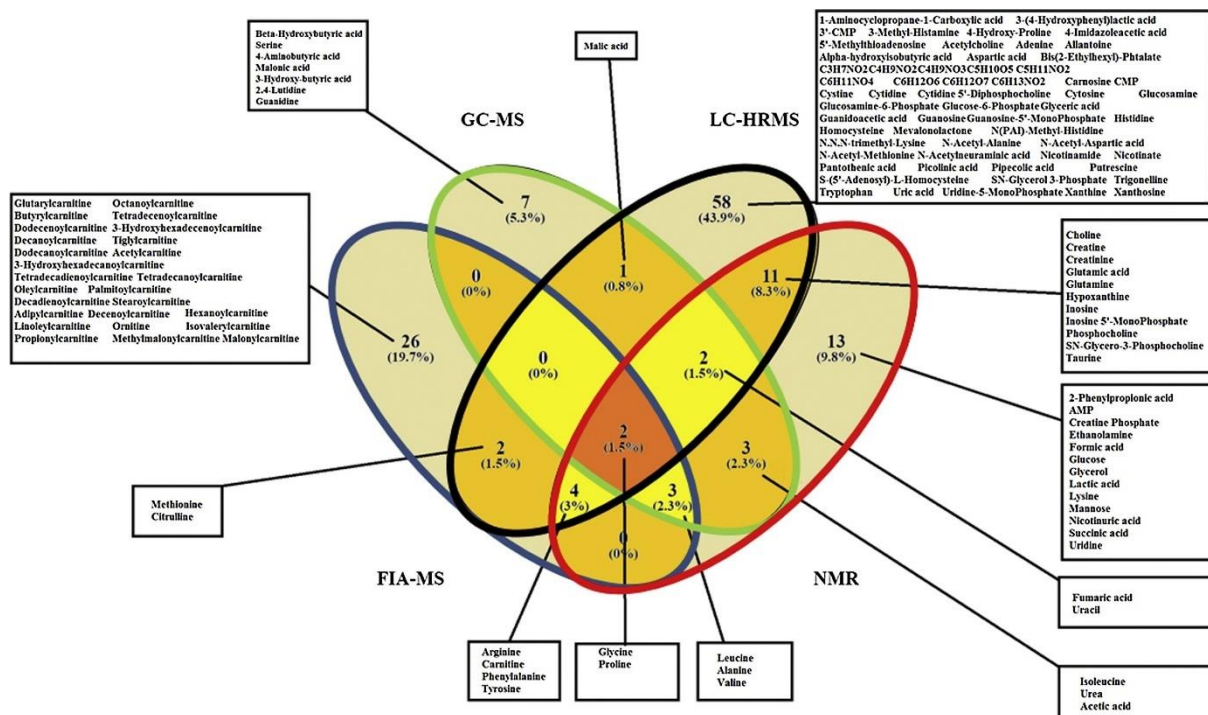 Beta-Hydroxybutyric acid
Serine
4-Aminobutyric acid
Malonic acid
3-Hydroxy-butyric acid
2.4-Lutidine
Guanidine
Malic acid
1-Aminocyclopropane-1-Carboxylic acid 3-(4-Hydroxyphenyl)lactic acid
3'-CMP 3-Methyl-Histamine 4-Hydroxy-Proline 4-Imidazoleacetic acid
5'-Methylthioadenosine Acetylcholine Adenine Allantoine
Alpha-hydroxyisobutyric acid Aspartic acid Bis(2-Ethylhexyl)-Phtalate
C3H7NO2C4H9NO2C4H9NO3C5H10O5 C5H11NO2
C6H11NO4 C6H12O6 C6H12O7 C6H13NO2 Carnosine CMP
Cystine Cytidine Cytidine 5'-Diphosphocholine Cytosine Glucosamine
Glucosamine-6-Phosphate Glucose-6-Phosphate Glyceric acid
Guanidoacetic acid Guanosine Guanosine-5'-MonoPhosphate Histidine
Homocysteine Mevalonolactone N(PAI)-Methyl-Histidine
N.N.N-trimethyl-Lysine N-Acetyl-Alanine N-Acetyl-Aspartic acid
N-Acetyl-Methionine N-Acetylneuraminic acid Nicotinamide Nicotinate
Pantothenic acid Picolinic acid Pipecolic acid Putrescine
S-(5'-Adenosyl)-L-Homocysteine SN-Glycerol 3-Phosphate Trigonelline
Tryptophan Uric acid Uridine-5-MonoPhosphate Xanthine Xanthosine
GC-MS
LC-HRMS
Glutarylcarnitine Octanoylcarnitine
Butyrylcarnitine Tetradecenoylcarnitine
Dodecenoylcarnitine 3-Hydroxyhexadecenoylcarnitine
Decanoylcarnitine Tiglylcarnitine
Dodecanoylcarnitine Acetylcarnitine
3-Hydroxyhexadecanoylcarnitine
Tetradecadienoylcarnitine Tetradecanoylcarnitine
Oleylcarnitine Palmitoylcarnitine
Decadienoylcarnitine Stearoylcarnitine
Adipylcarnitine Decenoylcarnitine Hexanoylcarnitine
Linoleylcarnitine Ornitine Isovalerylcarnitine
Propionylcarnitine Methylmalonylcarnitine Malonylcarnitine
7
(5.3%)
58
(43.9%)
0
(0%)
1
(0.8%)
11
(8.3%)
26
(19.7%)
0
(0%)
2
(1.5%)
13
(9.8%)
2
(1.5%)
2
(1.5%)
3
(2.3%)
4
(3%)
3
(2.3%)
0
(0%)
Choline
Creatine
Creatinine
Glutamic acid
Glutamine
Hypoxanthine
Inosine
Inosine 5'-MonoPhosphate
Phosphocholine
SN-Glycero-3-Phosphocholine
Taurine
2-Phenylpropionic acid
AMP
Creatine Phosphate
Ethanolamine
Formic acid
Glucose
Glycerol
Lactic acid
Lysine
Mannose
Nicotinuric acid
Succinic acid
Uridine
Methionine
Citrulline
FIA-MS
NMR
Fumaric acid
Uracil
Arginine
Carnitine
Phenylalanine
Tyrosine
Glycine
Proline
Leucine
Alanine
Valine
Isoleucine
Urea
Acetic acid